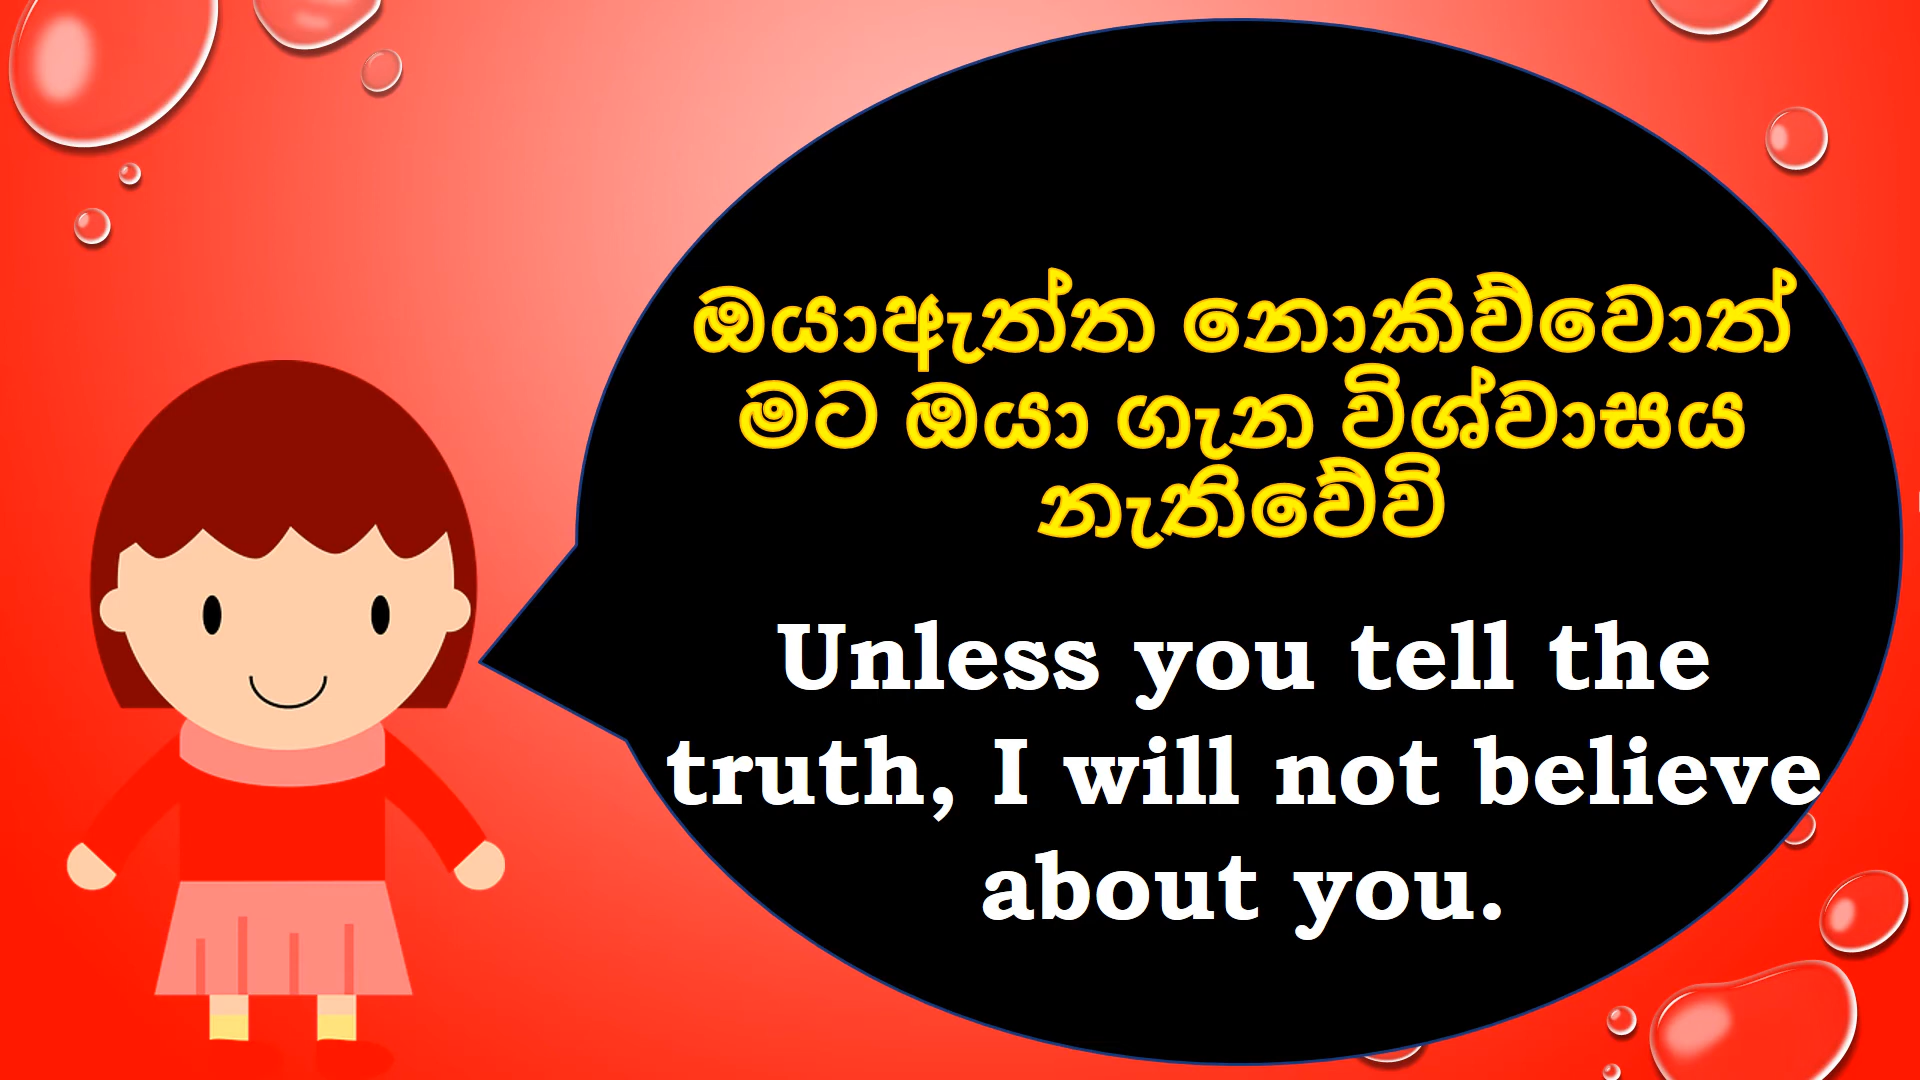 ඔයාඇත්ත නොකිව්වොත්
මට ඔයා ගැන විශ්වාසය
නැතිවේවි
Unless you tell the
truth, I will not believe
about you.